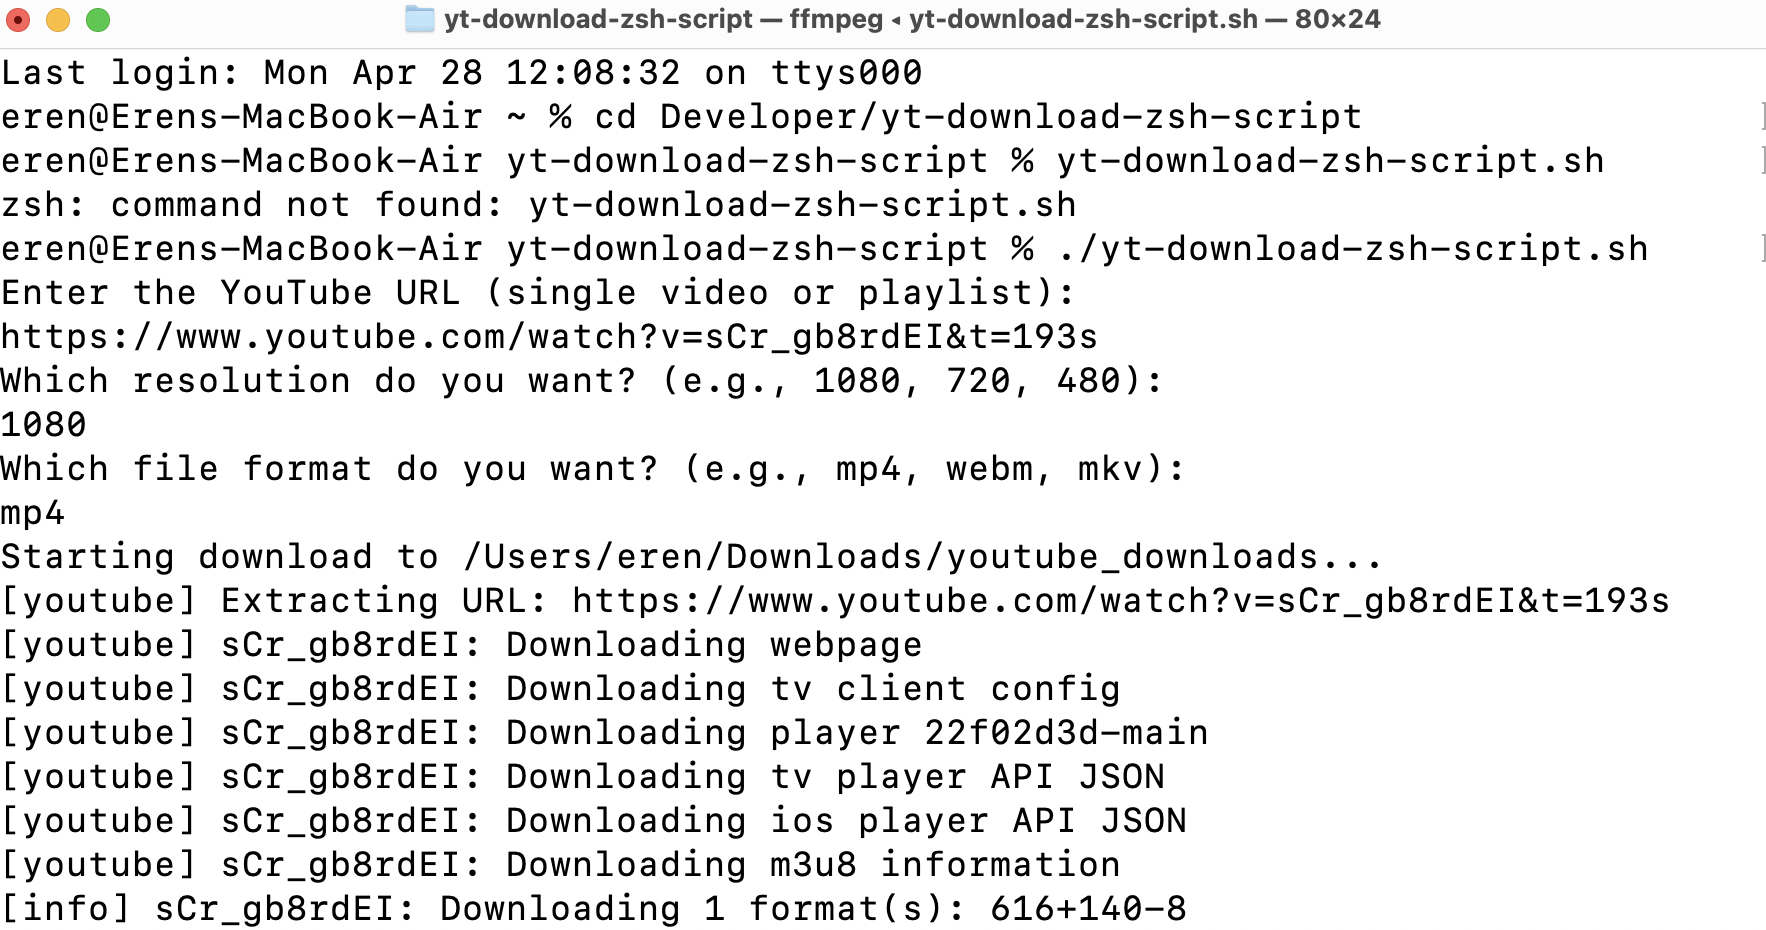 yt-download-zsh-script — ffmpeg ◂ yt-download-zsh-script.sh — 80×24
Last login: Mon Apr 28 12:08:32 on ttys000
eren@Erens-MacBook-Air ~ % cd Developer/yt-download-zsh-script
eren@Erens-MacBook-Air yt-download-zsh-script % yt-download-zsh-script.sh
zsh: command not found: yt-download-zsh-script.sh
eren@Erens-MacBook-Air yt-download-zsh-script % ./yt-download-zsh-script.sh
Enter the YouTube URL (single video or playlist):
https://www.youtube.com/watch?v=sCr_gb8rdEI&t=193s
Which resolution do you want? (e.g., 1080, 720, 480):
1080
Which file format do you want? (e.g., mp4, webm, mkv):
mp4
Starting download to /Users/eren/Downloads/youtube_downloads...
[youtube] Extracting URL: https://www.youtube.com/watch?v=sCr_gb8rdEI&t=193s
[youtube] sCr_gb8rdEI: Downloading webpage
[youtube] sCr_gb8rdEI: Downloading tv client config
[youtube] sCr_gb8rdEI: Downloading player 22f02d3d-main
[youtube] sCr_gb8rdEI: Downloading tv player API JSON
[youtube] sCr_gb8rdEI: Downloading ios player API JSON
[youtube] sCr_gb8rdEI: Downloading m3u8 information
[info] sCr_gb8rdEI: Downloading 1 format(s): 616+140-8